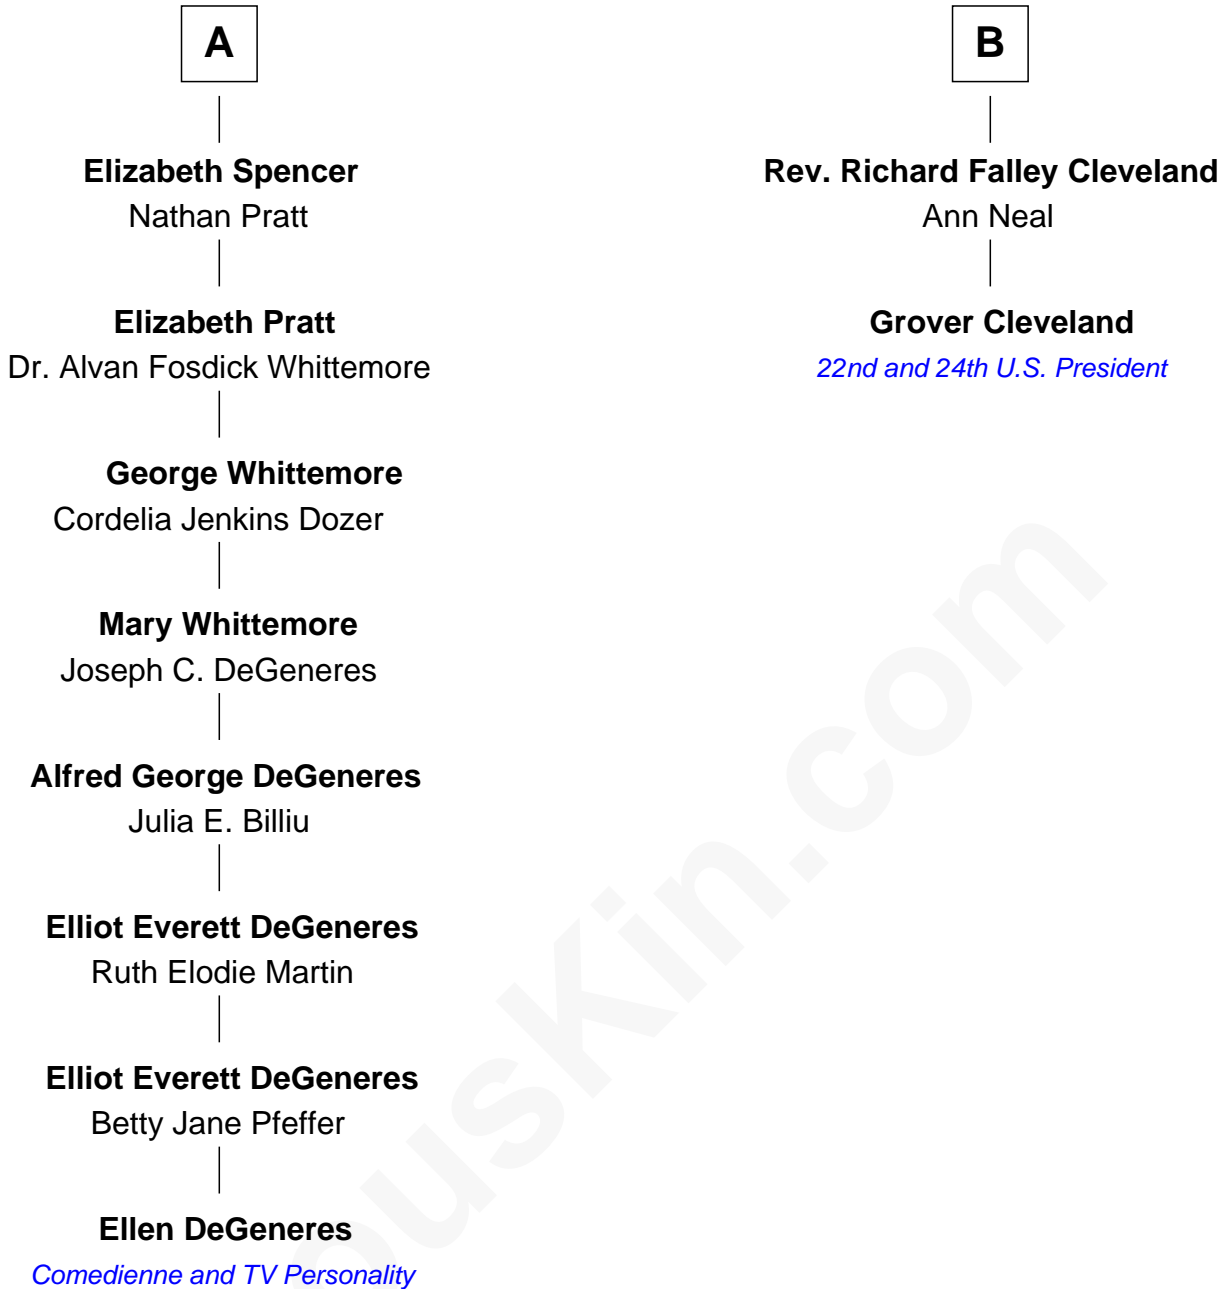 A
Elizabeth Spencer
Nathan Pratt
Elizabeth Pratt
Dr. Alvan Fosdick Whittemore
George Whittemore
Cordelia Jenkins Dozer
Mary Whittemore
Joseph C. DeGeneres
Alfred George DeGeneres
Julia E. Billiu
Elliot Everett DeGeneres
Ruth Elodie Martin
Elliot Everett DeGeneres
Betty Jane Pfeffer
Ellen DeGeneres
Comedienne and TV Personality
B
Rev. Richard Falley Cleveland
Ann Neal
Grover Cleveland
22nd and 24th U.S. President
ousKin.com